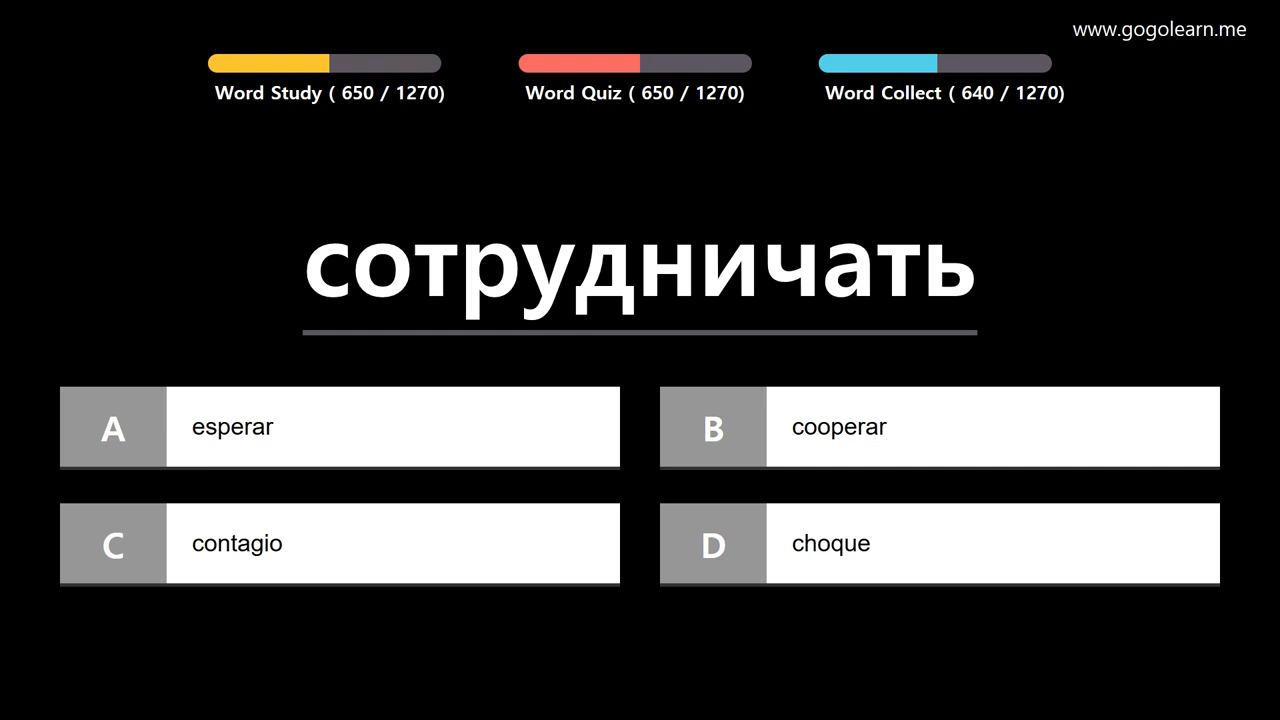 www.gogolearn.me
Word Study ( 650 / 1270)
Word Quiz ( 650 / 1270)
Word Collect ( 640 / 1270)
сотрудничать
A esperar
B cooperar
C contagio
D choque